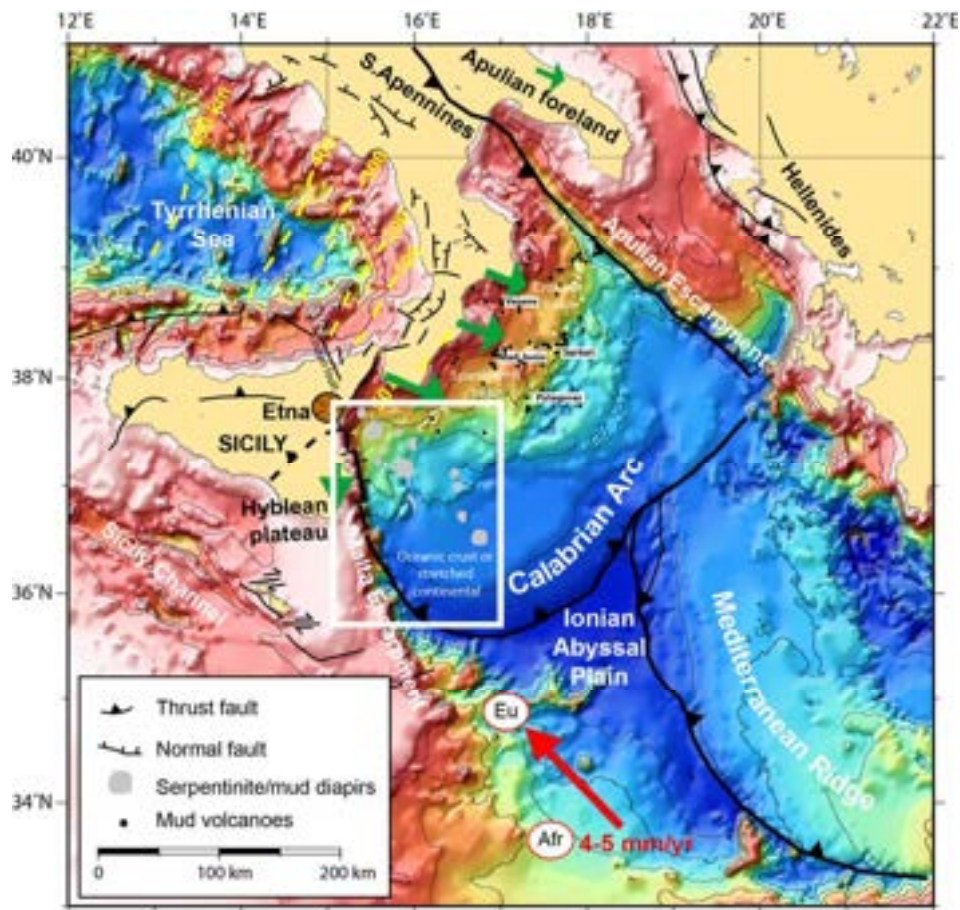 12°E
14°E
16°E
18°E
20°E
22°E
40°N
38°N
36°N
34°N
S.Apennines
Apulian foreland
Hellenides
Tyrrhenian
Sea
Apulian Escarpment
Etna
SICILY
Hyblean
plateau
Sicily Channel
Malta Escarpment
Oceanic crust or
stretched
continental
Calabrian Arc
Ionian
Abyssal
Plain
Mediterranean Ridge
Eu
Afr
4-5 mm/yr
Thrust fault
Normal fault
Serpentinite/mud diapirs
Mud volcanoes
0
100 km
200 km